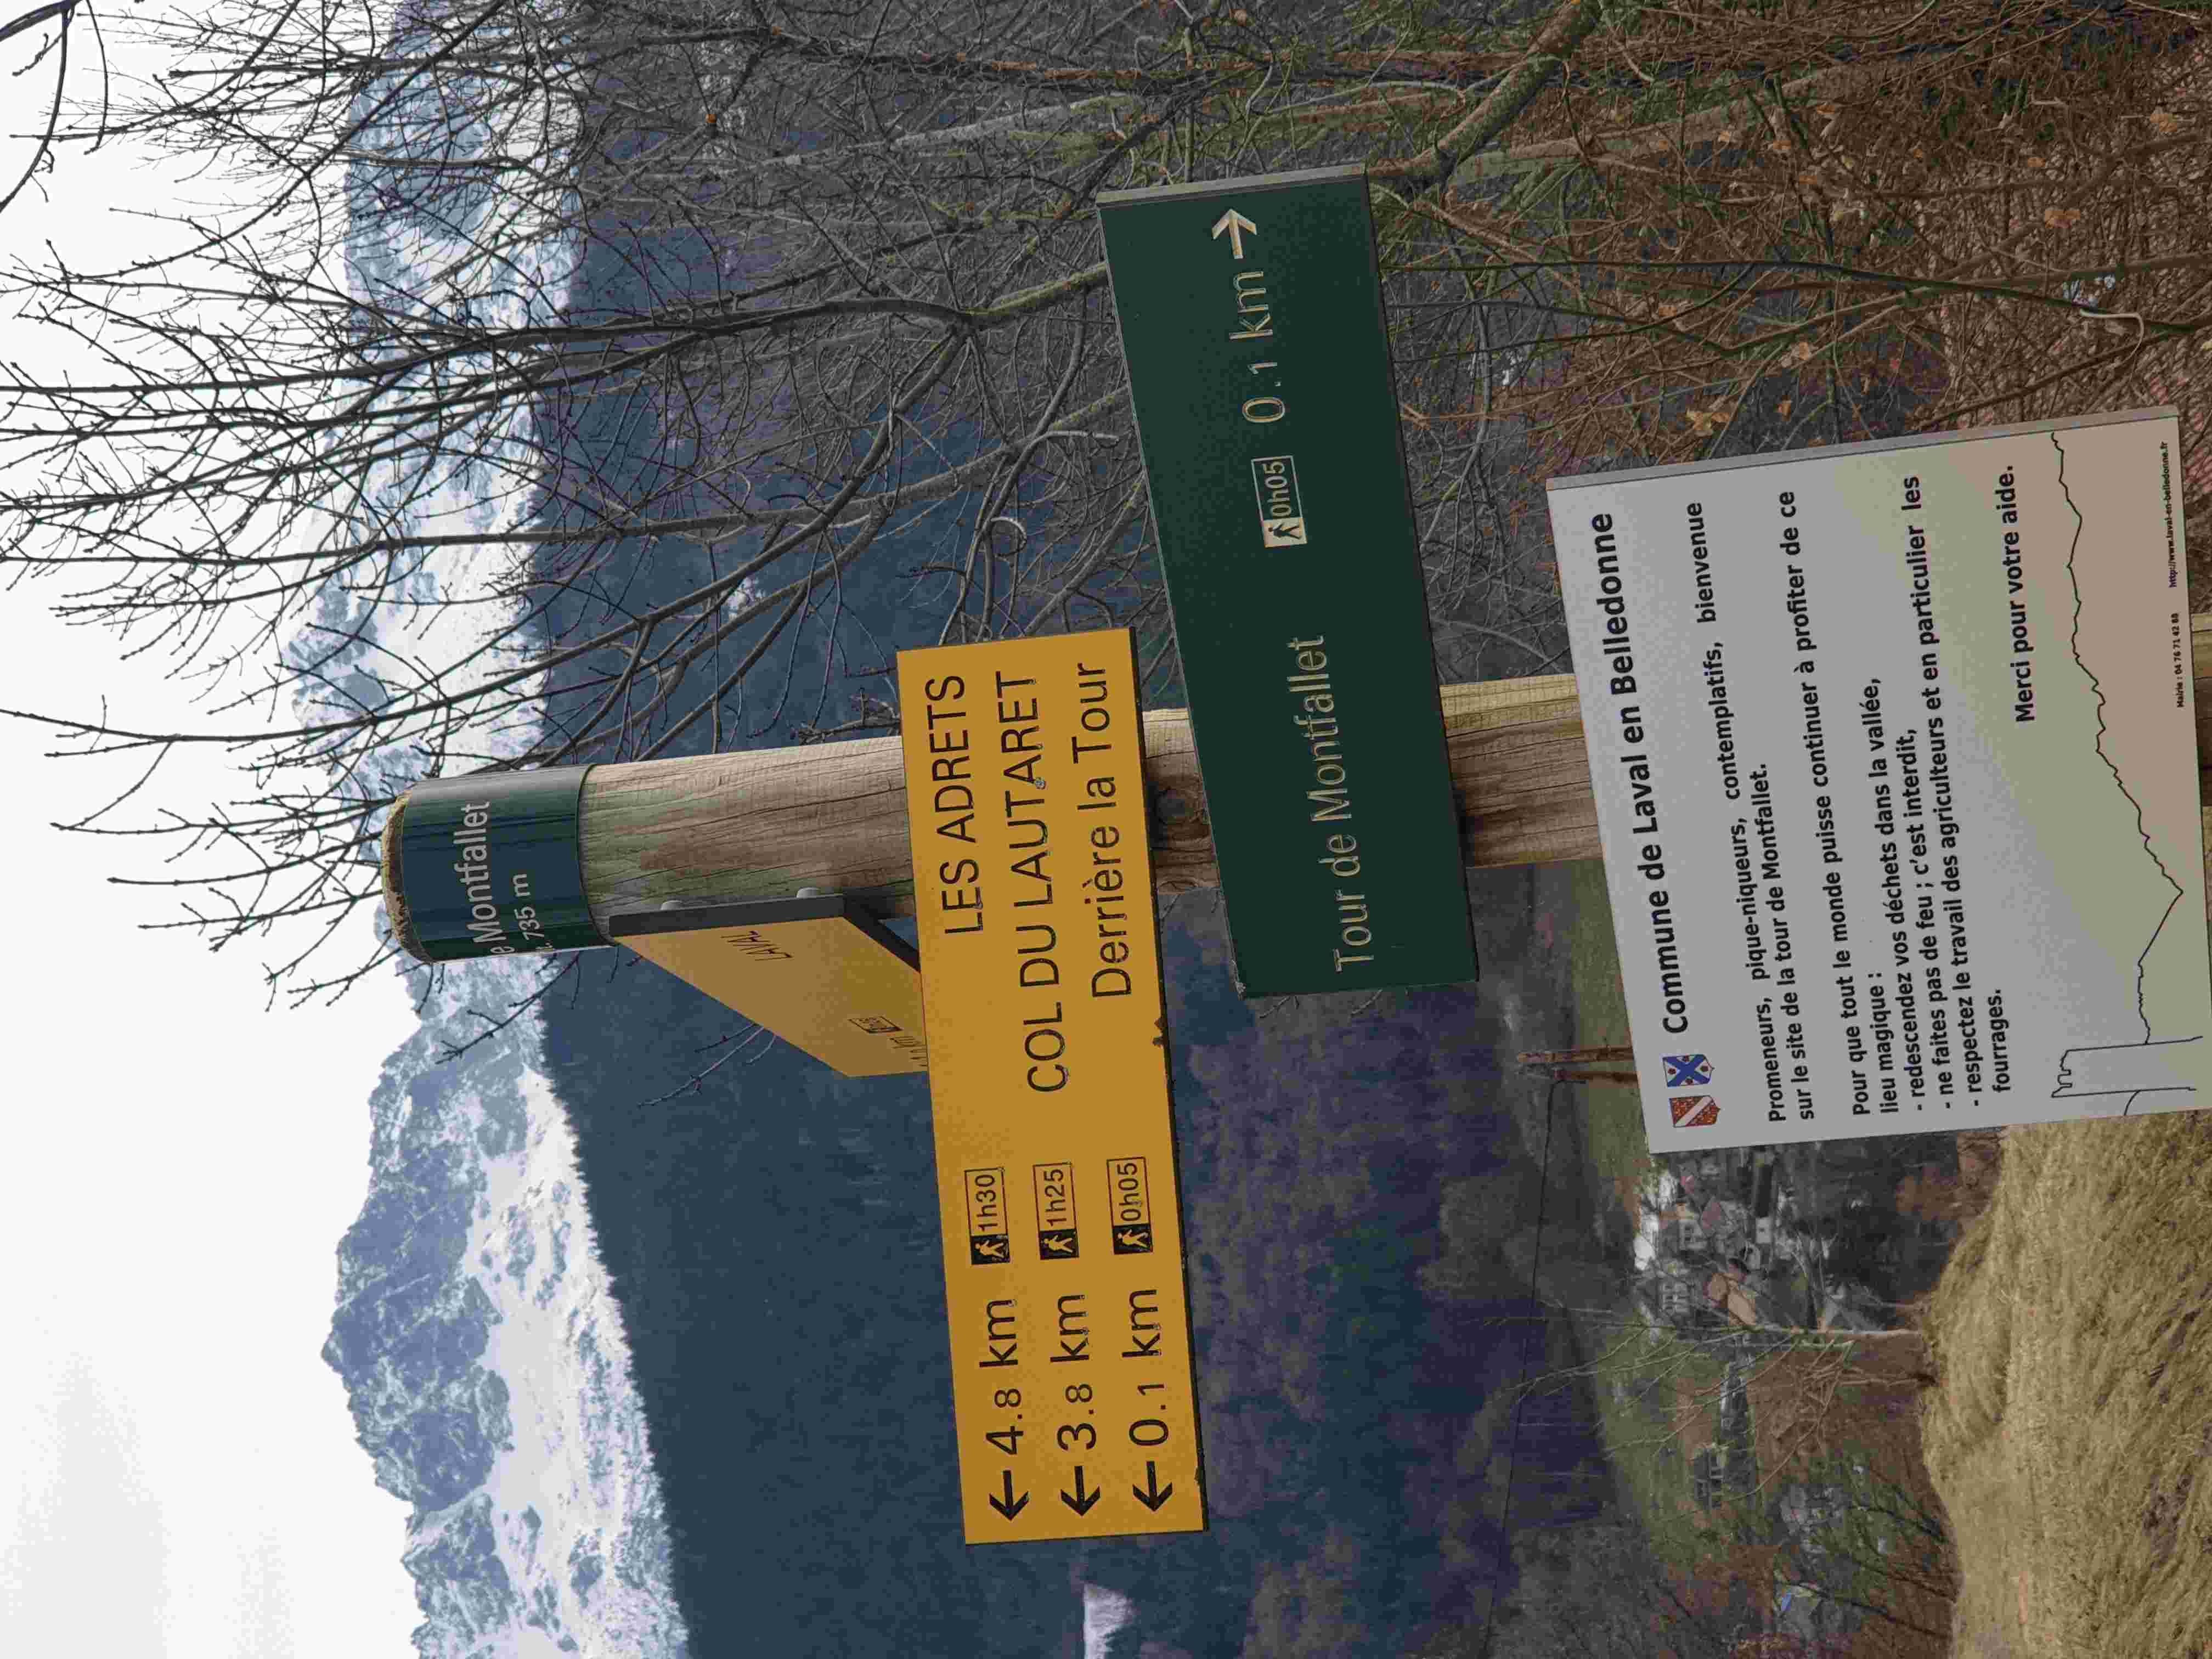 e Montfallet
. 735 m
LAVAL
← 4.8 km 1h30 LES ADRETS
← 3.8 km 1h25 COL DU LAUTARET
← 0.1 km 0h05 Derrière la Tour
Tour de Montfallet 0h05 0.1 km →
Commune de Laval en Belledonne
Promeneurs, pique-niqueurs, contemplatifs, bienvenue
sur le site de la tour de Montfallet.
Pour que tout le monde puisse continuer à profiter de ce
lieu magique :
- redescendez vos déchets dans la vallée,
- ne faites pas de feu ; c'est interdit,
- respectez le travail des agriculteurs et en particulier les
fourrages.
Merci pour votre aide.
Mairie : 04 76 71 42 88 http://www.laval-en-belledonne.fr